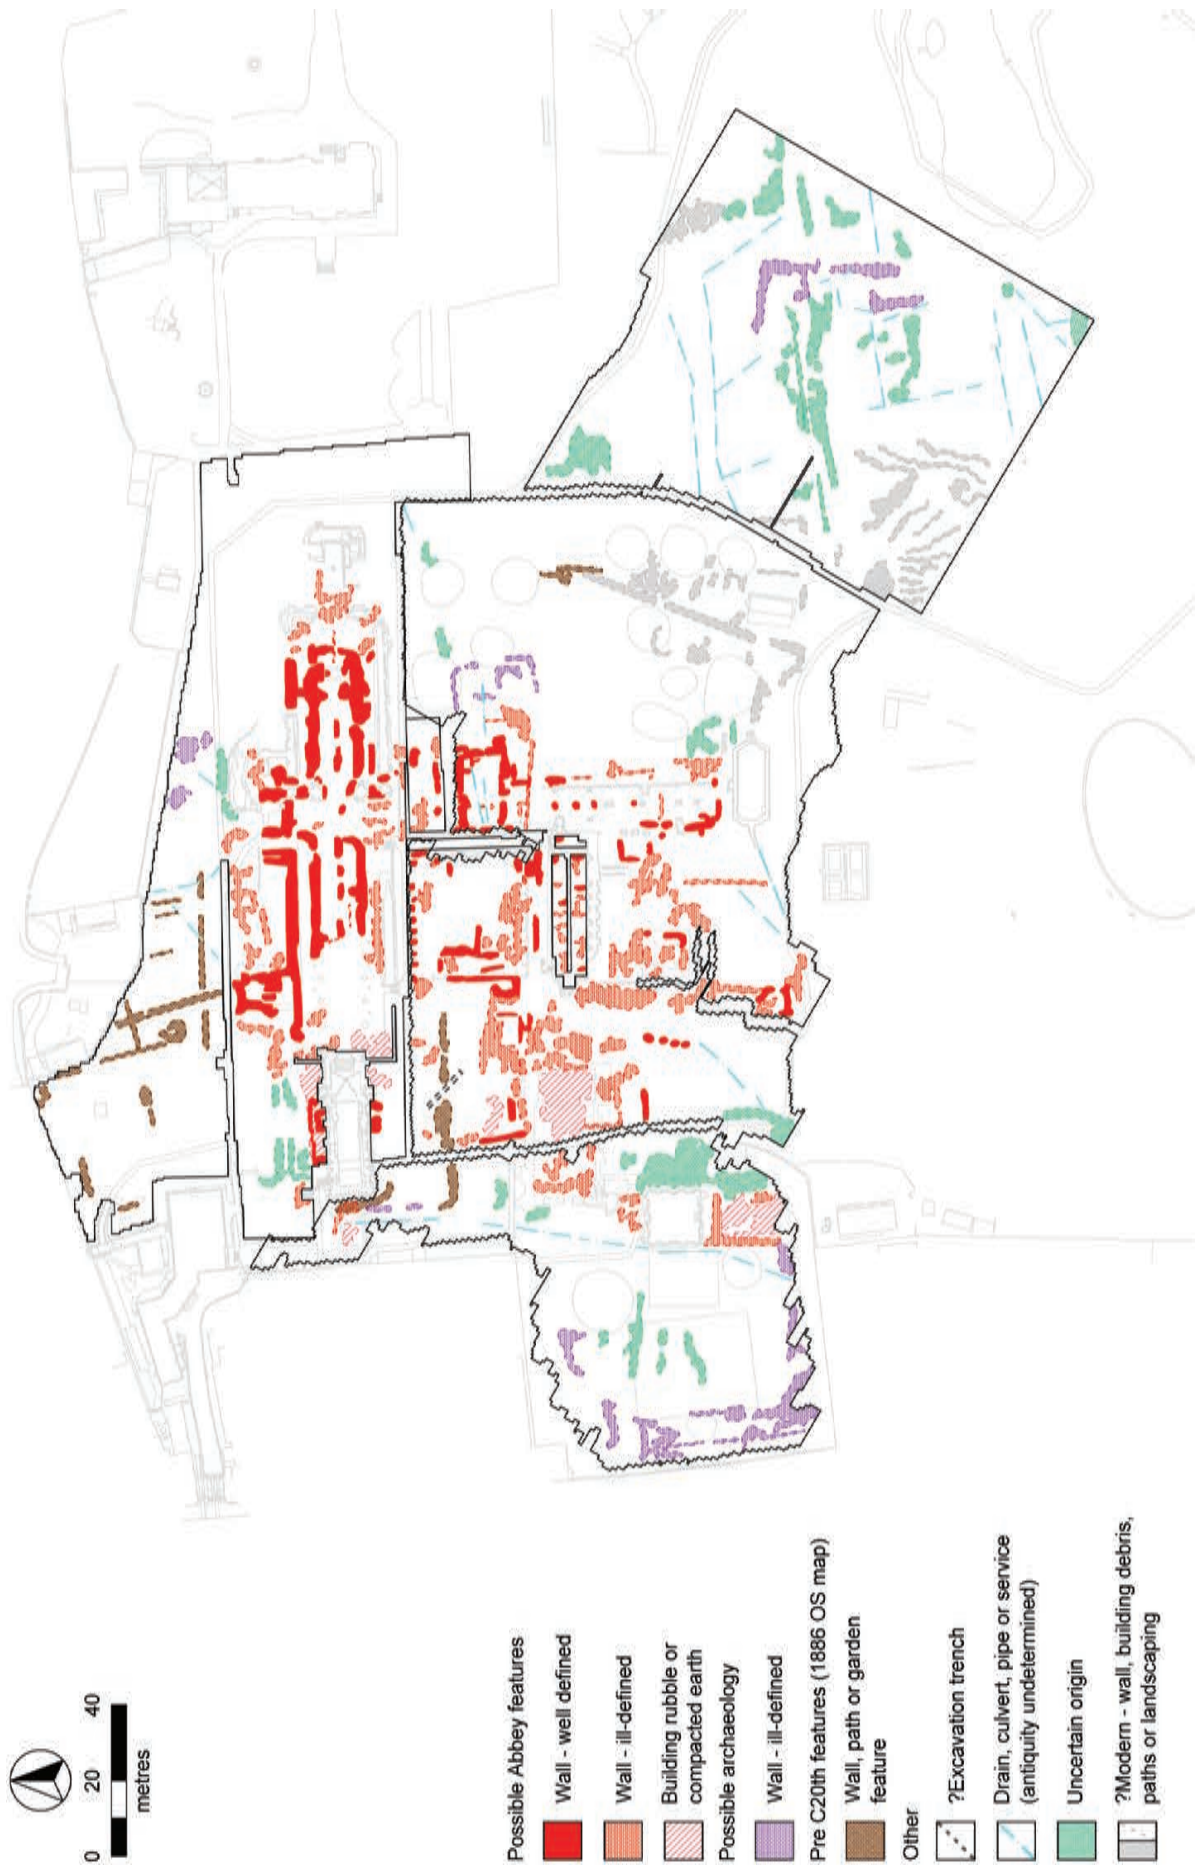 0 20 40
metres
Possible Abbey features
Wall - well defined
Wall - ill-defined
Building rubble or
compacted earth
Possible archaeology
Wall - ill-defined
Pre C20th features (1886 OS map)
Wall, path or garden
feature
Other
?Excavation trench
Drain, culvert, pipe or service
(antiquity undetermined)
Uncertain origin
?Modern - wall, building debris,
paths or landscaping